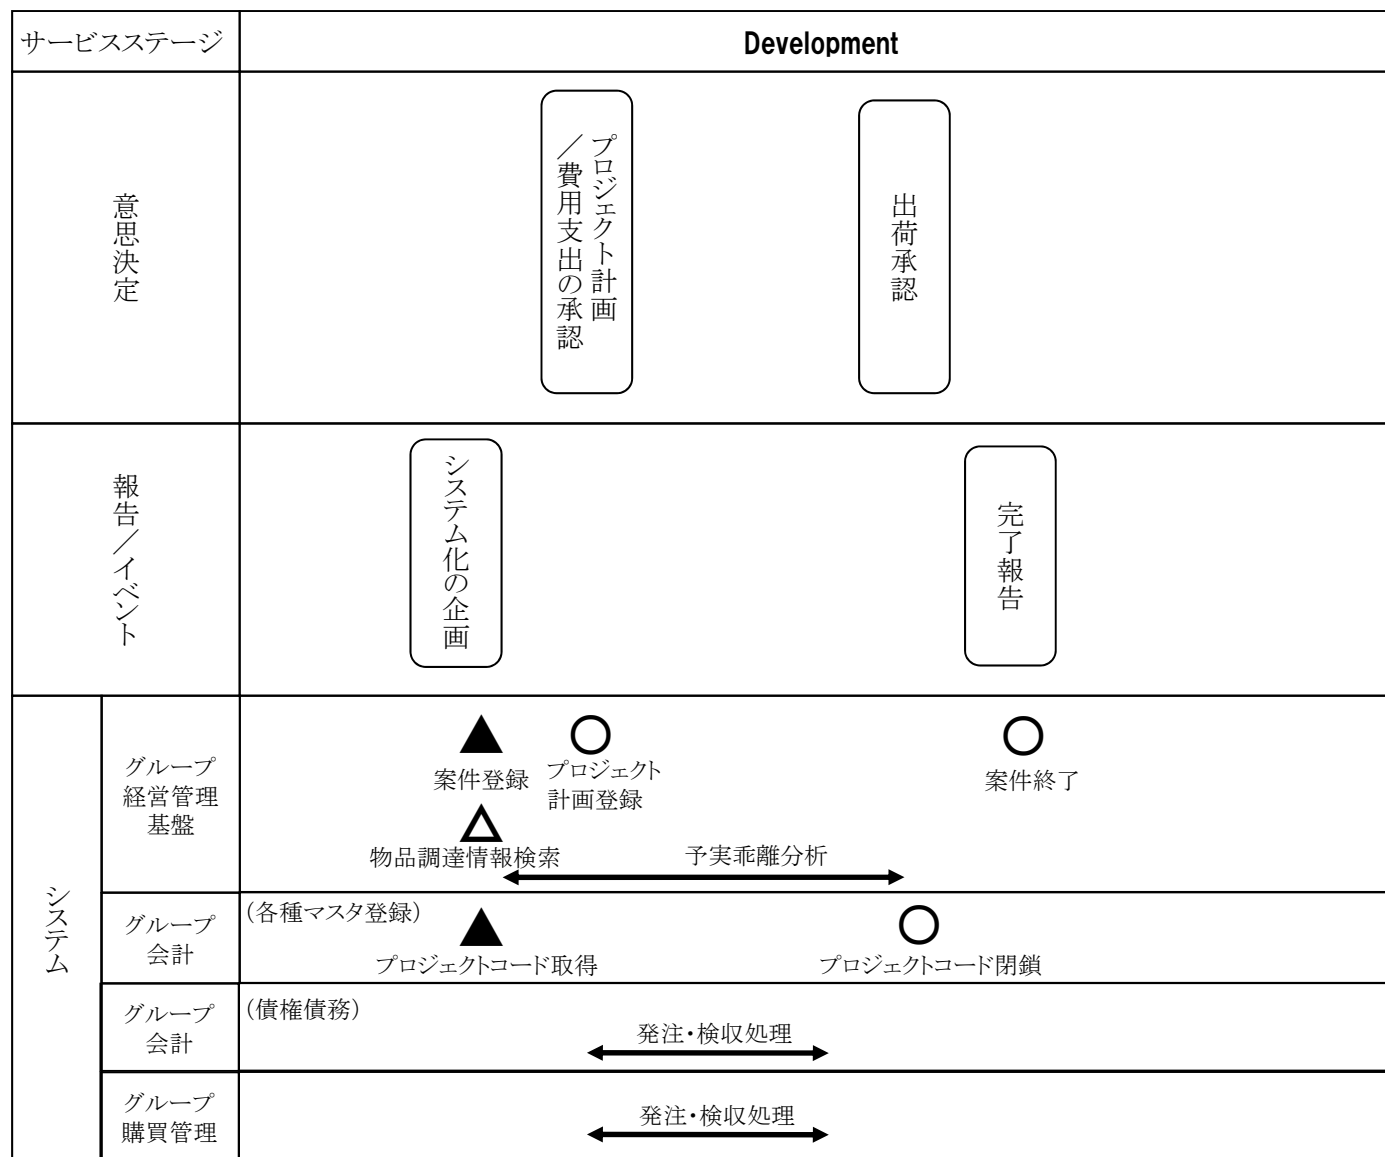 サービスステージ
Development
意思決定
プロジェクト計画
／費用支出の承認
出荷承認
報告／イベント
システム化の企画
完了報告
システム
グループ
経営管理
基盤
案件登録
プロジェクト
計画登録
案件終了
物品調達情報検索
予実乖離分析
グループ
会計
(各種マスタ登録)
プロジェクトコード取得
プロジェクトコード閉鎖
グループ
会計
(債権債務)
発注・検収処理
グループ
購買管理
発注・検収処理